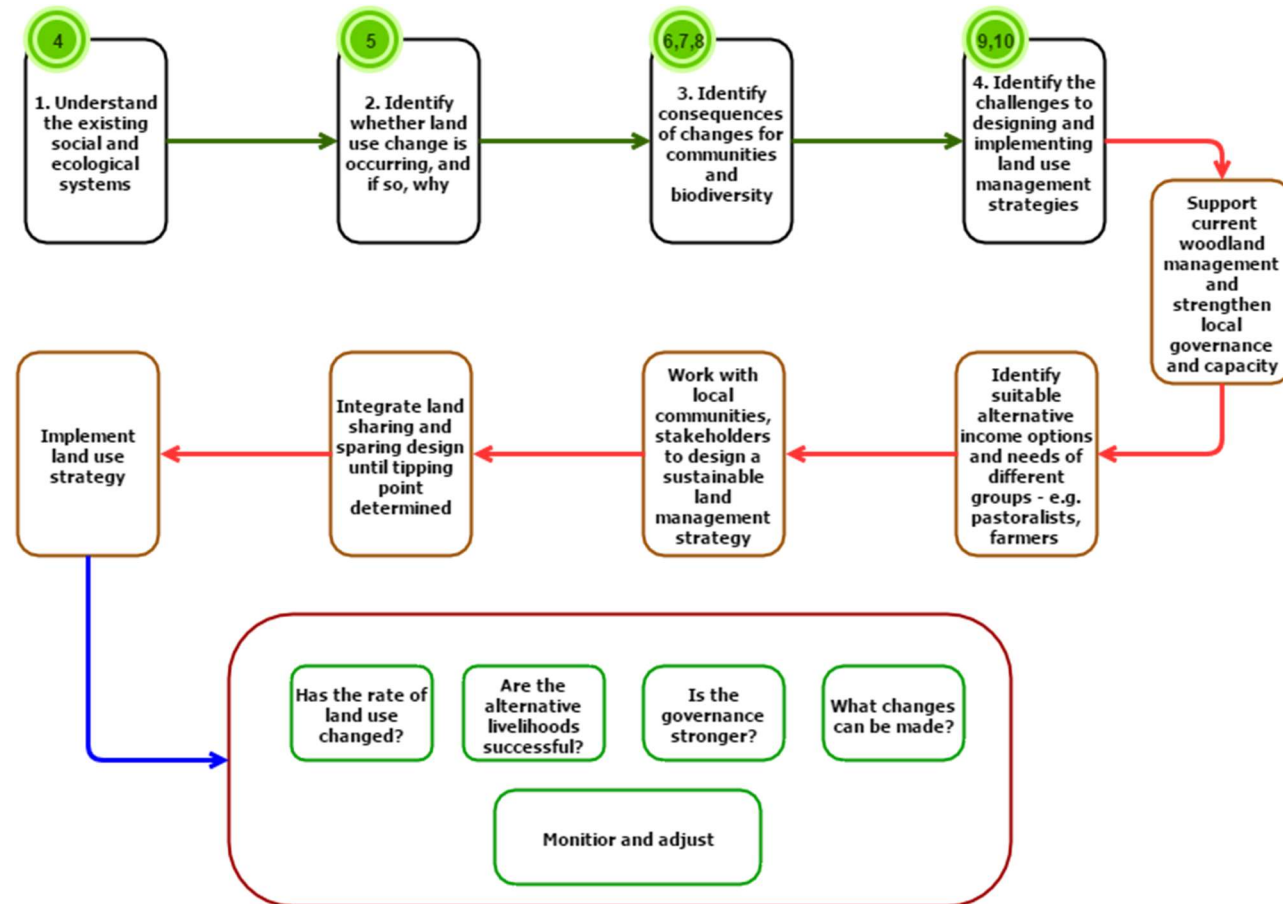 4
1. Understand
the existing
social and
ecological
systems
5
2. Identify
whether land
use change is
occurring, and
if so, why
6,7,8
3. Identify
consequences
of changes for
communities
and
biodiversity
9,10
4. Identify the
challenges to
designing and
implementing
land use
management
strategies
Support
current
woodland
management
and
strengthen
local
governance
and capacity
Identify
suitable
alternative
income options
and needs of
different
groups - e.g.
pastoralists,
farmers
Work with
local
communities,
stakeholders
to design a
sustainable
land
management
strategy
Integrate land
sharing and
sparing design
until tipping
point
determined
Implement
land use
strategy
Has the rate of
land use
changed?
Are the
alternative
livelihoods
successful?
Is the
governance
stronger?
What changes
can be made?
Monitior and adjust